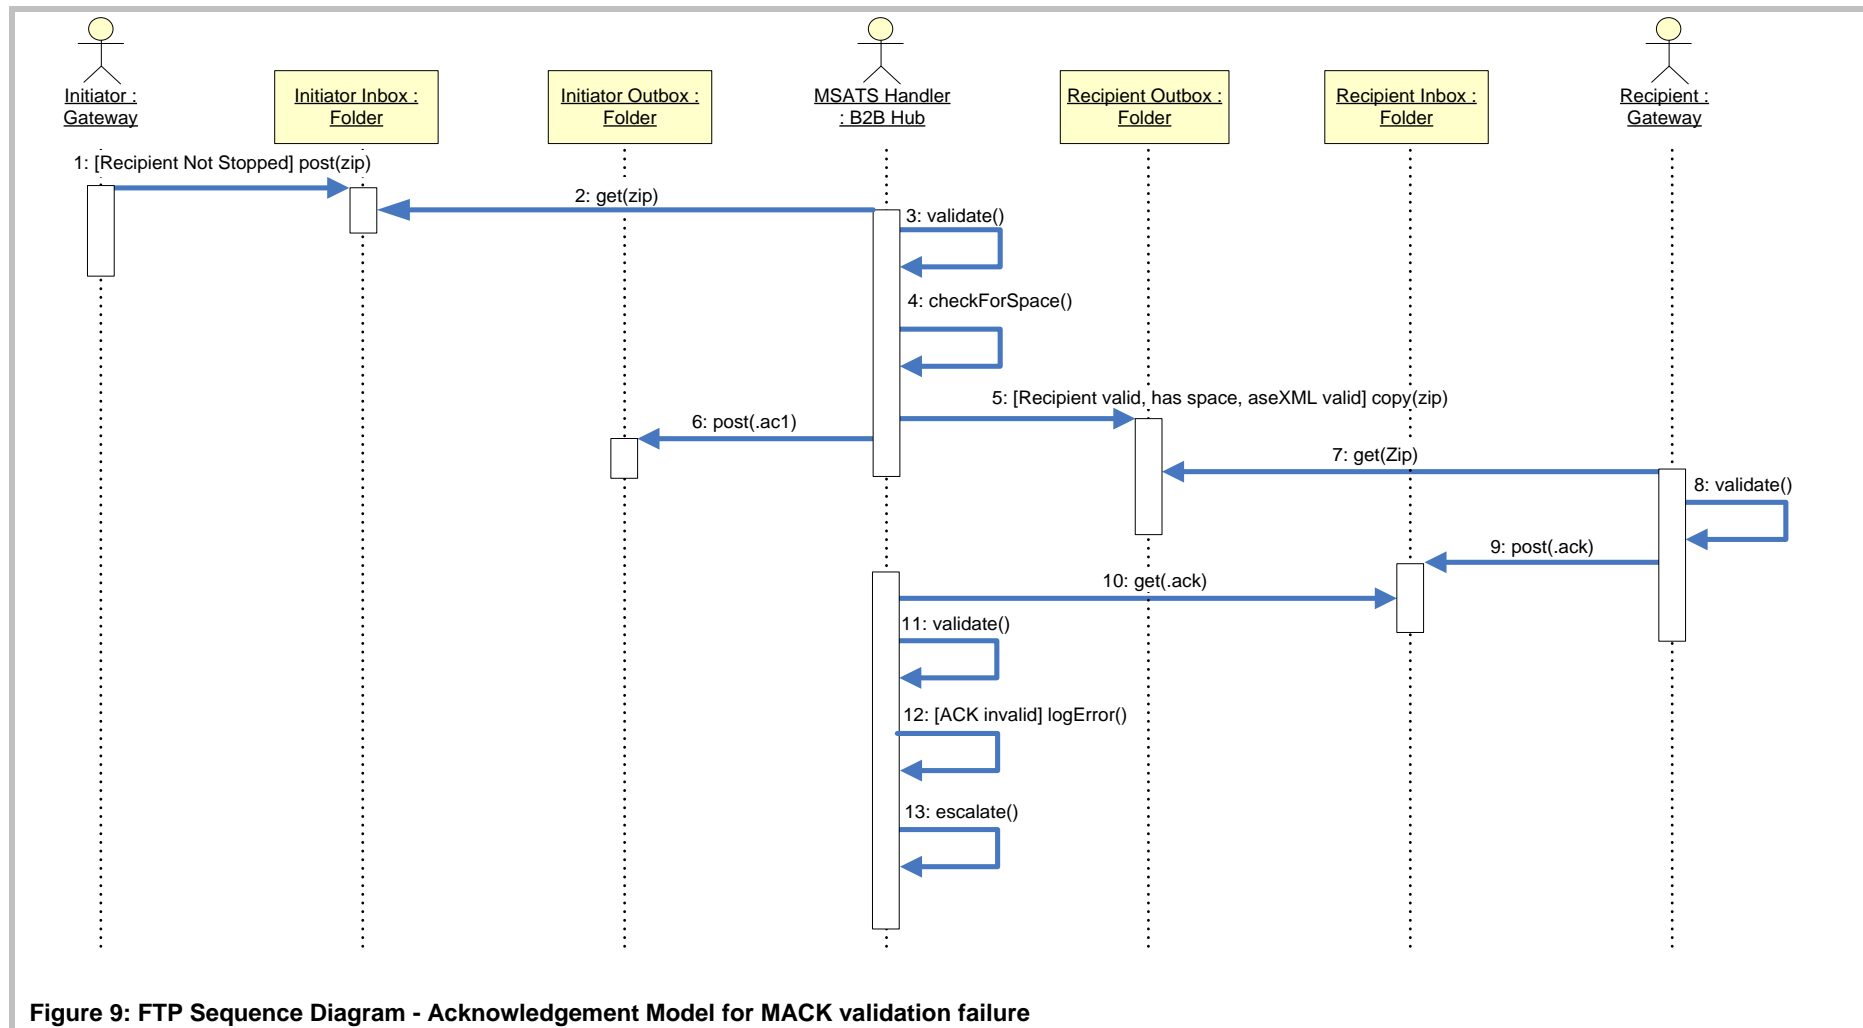 Initiator :
Gateway
Initiator Inbox :
Folder
Initiator Outbox :
Folder
MSATS Handler
: B2B Hub
Recipient Outbox :
Folder
Recipient Inbox :
Folder
Recipient :
Gateway
1: [Recipient Not Stopped] post(zip)
2: get(zip)
3: validate()
4: checkForSpace()
5: [Recipient valid, has space, aseXML valid] copy(zip)
6: post(.ac1)
7: get(Zip)
8: validate()
9: post(.ack)
10: get(.ack)
11: validate()
12: [ACK invalid] logError()
13: escalate()
Figure 9: FTP Sequence Diagram - Acknowledgement Model for MACK validation failure